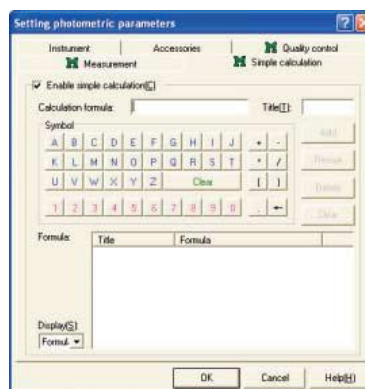 Setting photometric parameters
Instrument Accessories Quality control
Measurement Simple calculation
Enable simple calculation(C)
Calculation formula: Title(T):
Symbol
A B C D E F G H I J + - Add
K L M N O P Q R S T * /
U V W X Y Z Clear ( ) Delete
1 2 3 4 5 6 7 8 9 0 . ← Clear
Formula: Title Formula
Display(S):
Formul
OK Cancel Help(H)